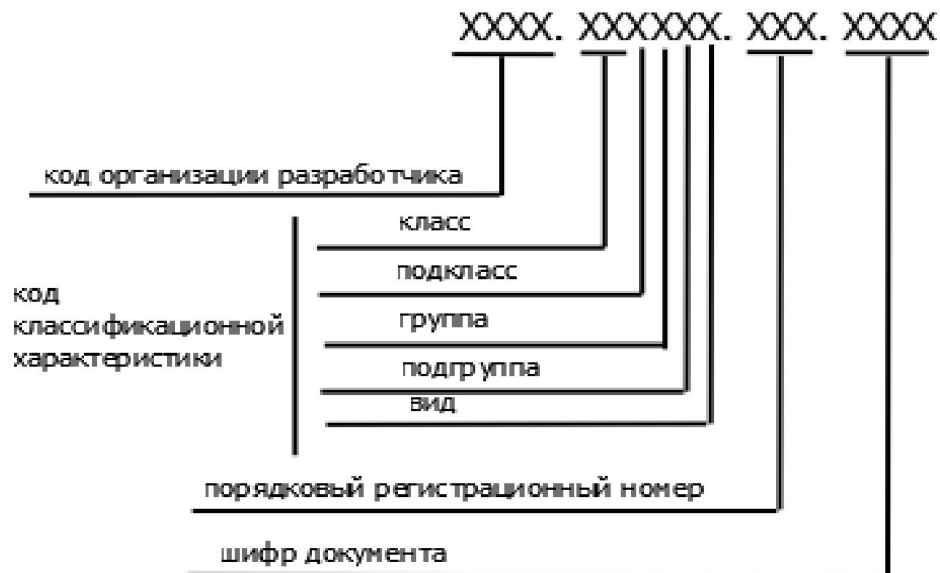 XXXX. XXXXXX. XXX. XXXX
код организации разработчика
класс
подкласс
код
классификационной
характеристики
группа
подгруппа
вид
порядковый регистрационный номер
шифр документа